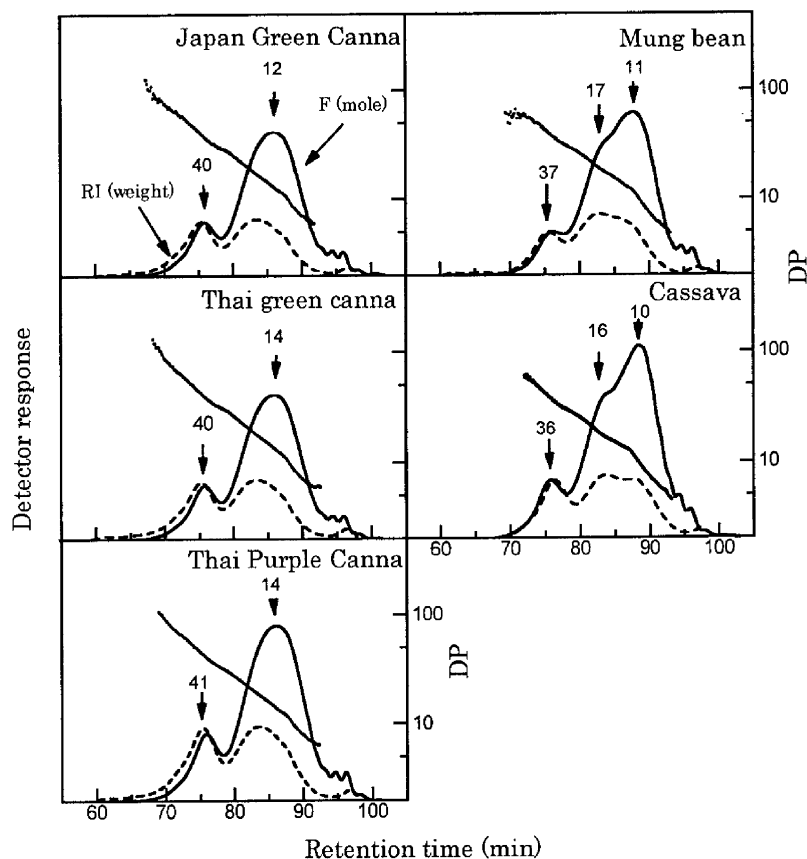 Japan Green Canna
12
F (mole)
40
RI (weight)
Mung bean
11
17
37
100
10
DP
Thai green canna
14
40
Cassava
10
16
36
100
10
60
70
80
90
100
Thai Purple Canna
14
41
100
10
DP
60
70
80
90
100
Detector response
Retention time (min)